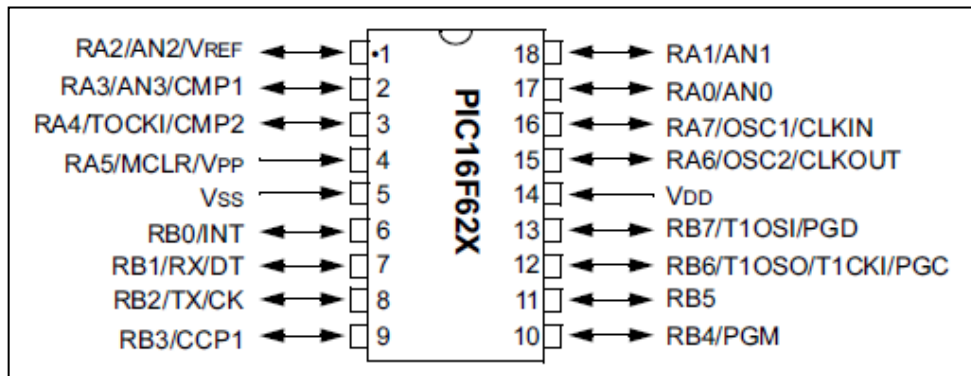 RA2/AN2/VREF
RA3/AN3/CMP1
RA4/TOCKI/CMP2
RA5/MCLR/VPP
VSS
RB0/INT
RB1/RX/DT
RB2/TX/CK
RB3/CCP1
1
2
3
4
5
6
7
8
9
PIC16F62X
18
17
16
15
14
13
12
11
10
RA1/AN1
RA0/AN0
RA7/OSC1/CLKIN
RA6/OSC2/CLKOUT
VDD
RB7/T1OSI/PGD
RB6/T1OSO/T1CKI/PGC
RB5
RB4/PGM